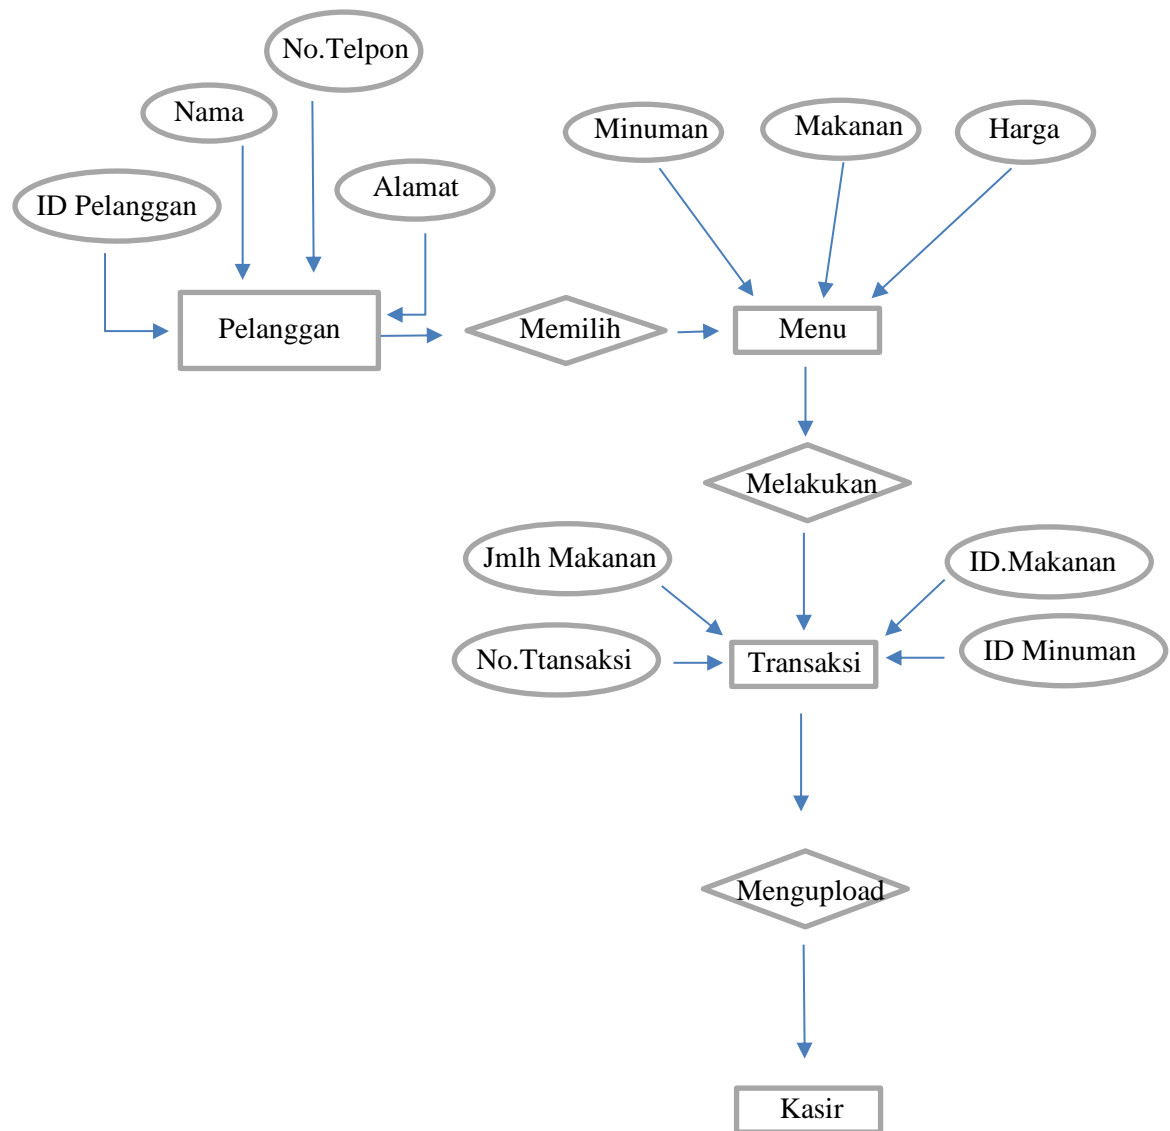 No.Telpon
Nama
Minuman
Makanan
Harga
ID Pelanggan
Alamat
Pelanggan
Memilih
Menu
Melakukan
Jmlh Makanan
ID.Makanan
No.Ttansaksi
Transaksi
ID Minuman
Mengupload
Kasir